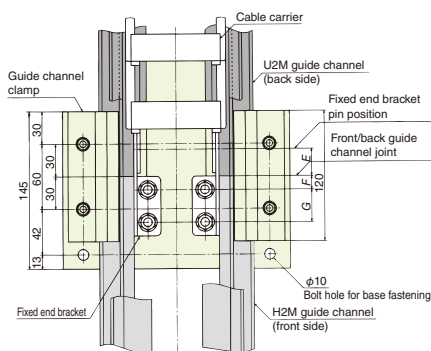 Cable carrier
U2M guide channel
(back side)
Guide channel
clamp
Fixed end bracket
pin position
Front/back guide
channel joint
30
30
60
30
145
42
13
E
F
G
120
φ10
Bolt hole for base fastening
Fixed end bracket
H2M guide channel
(front side)